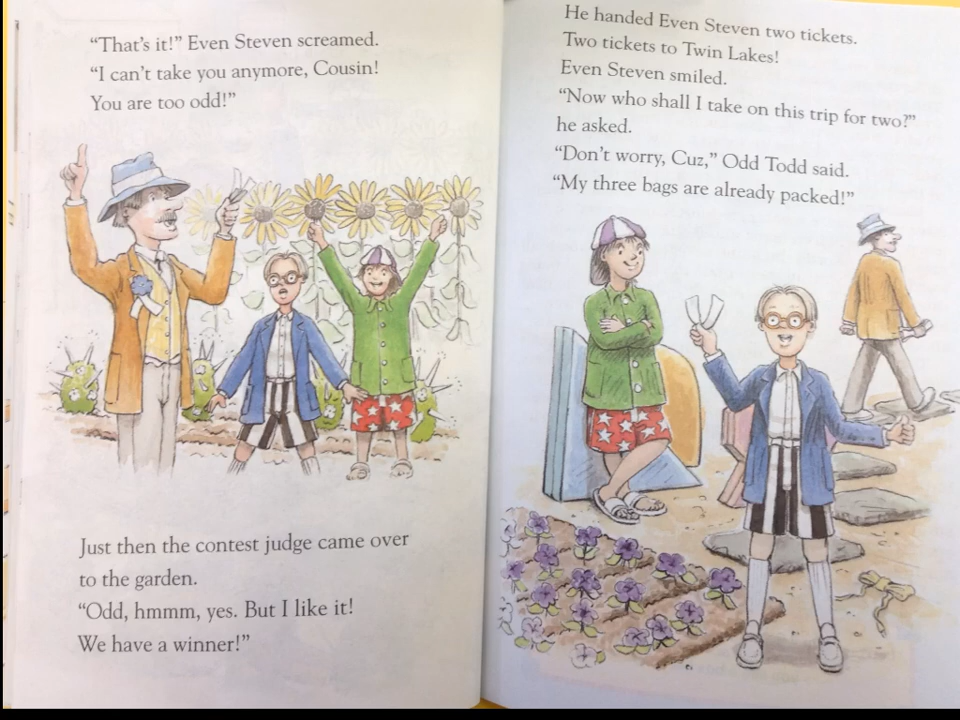 “That’s it!” Even Steven screamed.
“I can’t take you anymore, Cousin!
You are too odd!”
Just then the contest judge came over
to the garden.
“Odd, hmmm, yes. But I like it!
We have a winner!”
He handed Even Steven two tickets.
Two tickets to Twin Lakes!
Even Steven smiled.
“Now who shall I take on this trip for two?”
he asked.
“Don’t worry, Cuz,” Odd Todd said.
“My three bags are already packed!”